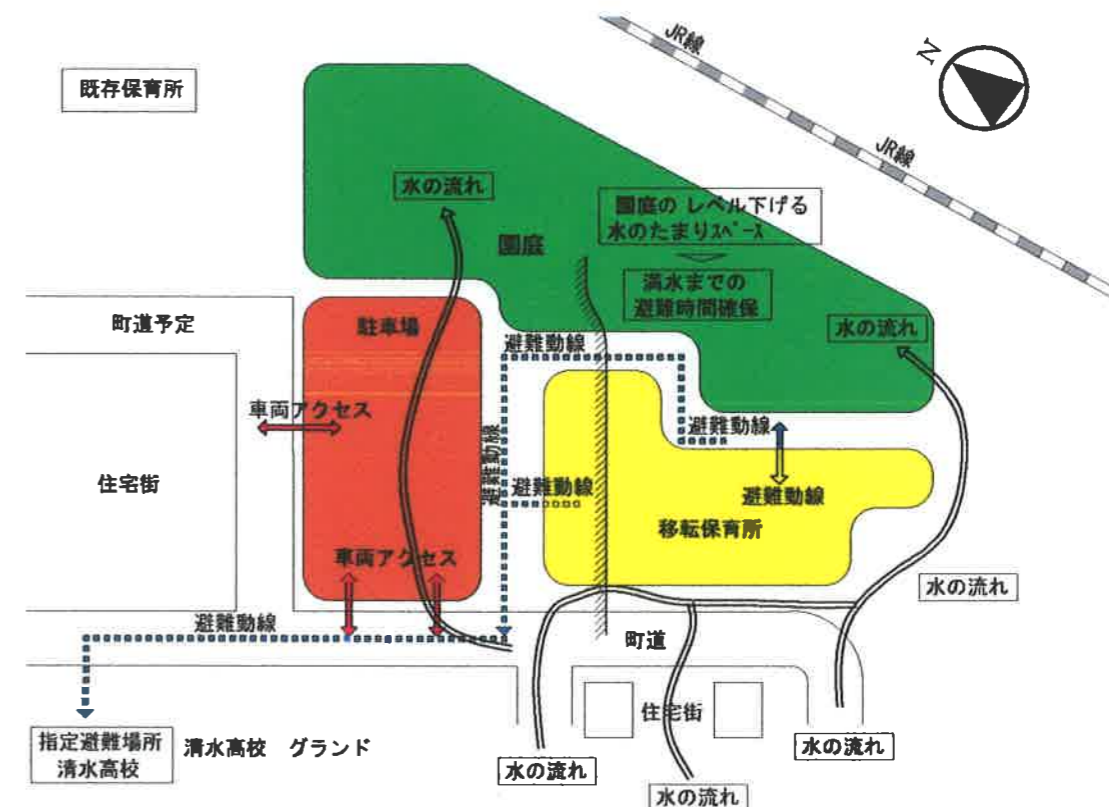 JR線
N
既存保育所
JR線
水の流れ
園庭の レベル下げる
水のたまりスペース
園庭
満水までの
避難時間確保
町道予定
駐車場
水の流れ
避難動線
車両アクセス
避難動線
避難動線
住宅街
避難動線
避難動線
移転保育所
車両アクセス
水の流れ
避難動線
町道
住宅街
指定避難場所
清水高校
清水高校 グランド
水の流れ
水の流れ
水の流れ